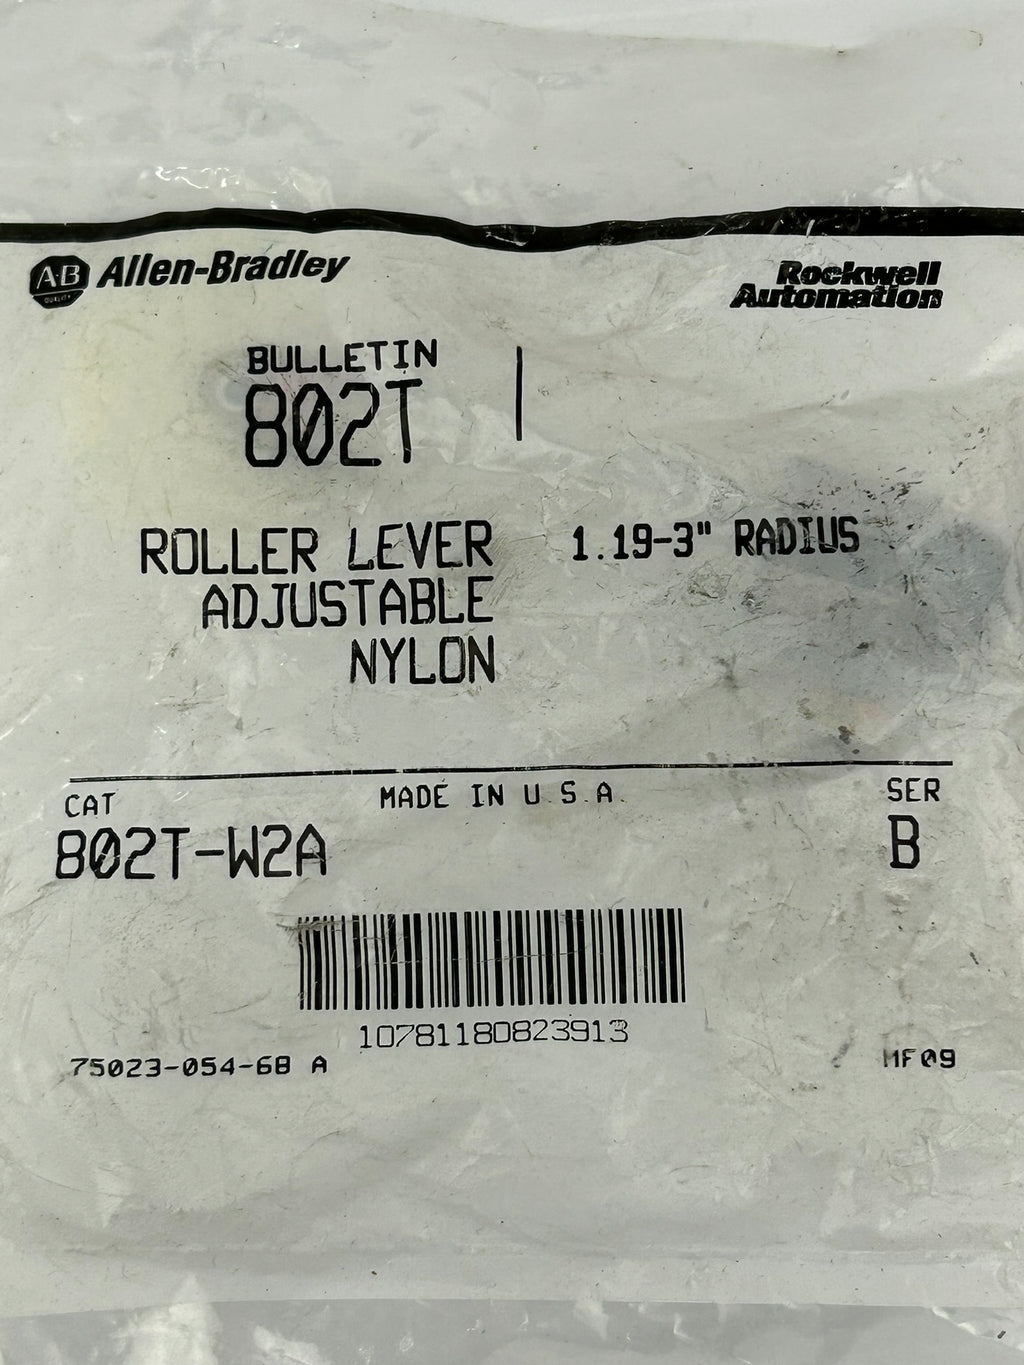 A-B Allen-Bradley
QUALITY
Rockwell
Automation
BULLETIN
802T
ROLLER LEVER 1.19-3" RADIUS
ADJUSTABLE
NYLON
CAT MADE IN U.S.A. SER
802T-W2A B
10781180823913
75023-054-68 A MF09